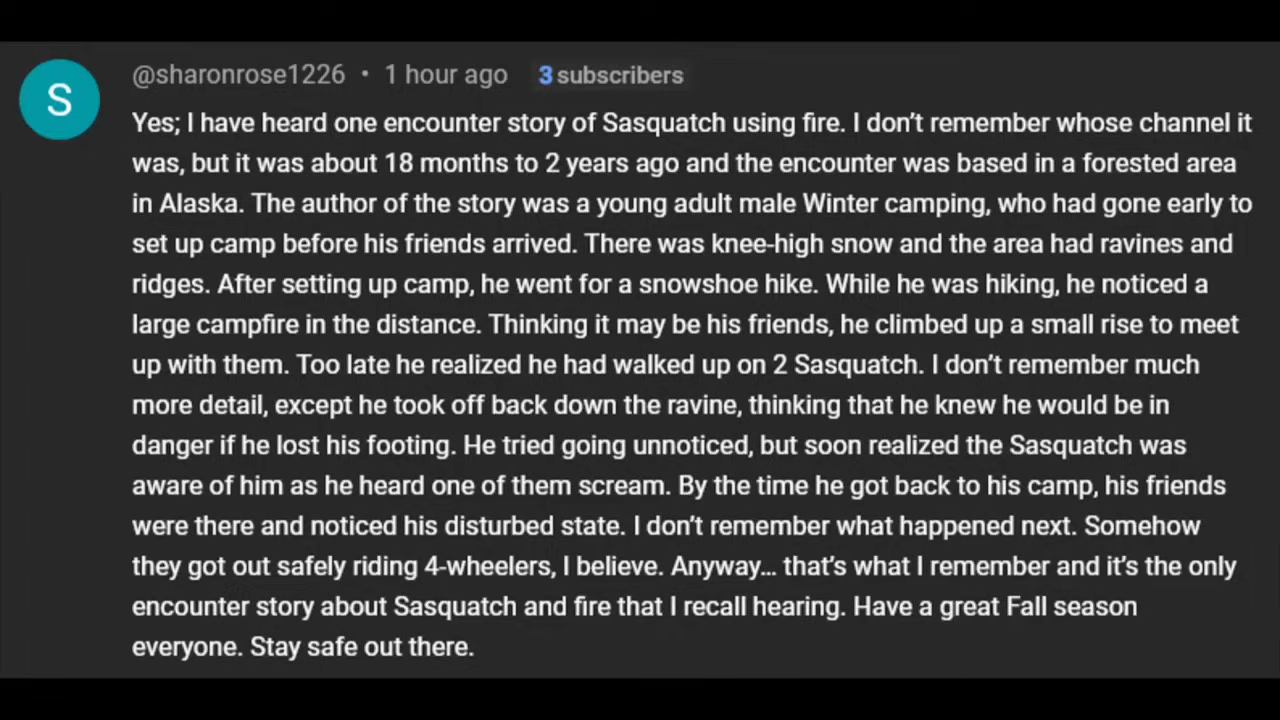 S
@sharonrose1226 • 1 hour ago 3 subscribers
Yes; I have heard one encounter story of Sasquatch using fire. I don't remember whose channel it
was, but it was about 18 months to 2 years ago and the encounter was based in a forested area
in Alaska. The author of the story was a young adult male Winter camping, who had gone early to
set up camp before his friends arrived. There was knee-high snow and the area had ravines and
ridges. After setting up camp, he went for a snowshoe hike. While he was hiking, he noticed a
large campfire in the distance. Thinking it may be his friends, he climbed up a small rise to meet
up with them. Too late he realized he had walked up on 2 Sasquatch. I don't remember much
more detail, except he took off back down the ravine, thinking that he knew he would be in
danger if he lost his footing. He tried going unnoticed, but soon realized the Sasquatch was
aware of him as he heard one of them scream. By the time he got back to his camp, his friends
were there and noticed his disturbed state. I don't remember what happened next. Somehow
they got out safely riding 4-wheelers, I believe. Anyway... that's what I remember and it's the only
encounter story about Sasquatch and fire that I recall hearing. Have a great Fall season
everyone. Stay safe out there.